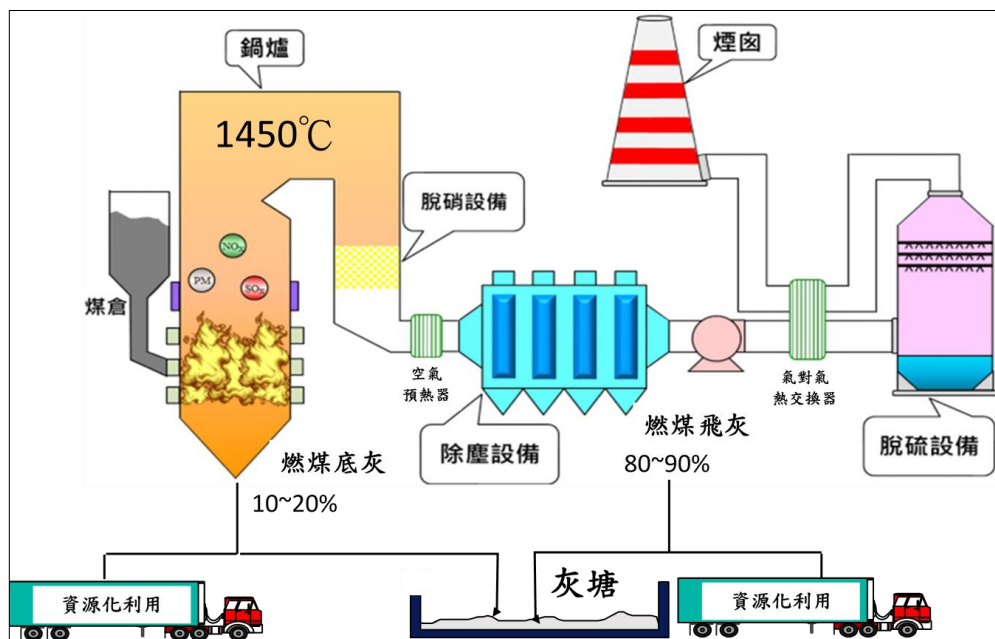 鍋爐
煙囪
1450℃
脫硝設備
NOx
PM
SOx
煤倉
空氣
預熱器
氣對氣
熱交換器
除塵設備
燃煤飛灰
80~90%
脫硫設備
燃煤底灰
10~20%
灰塘
資源化利用
資源化利用